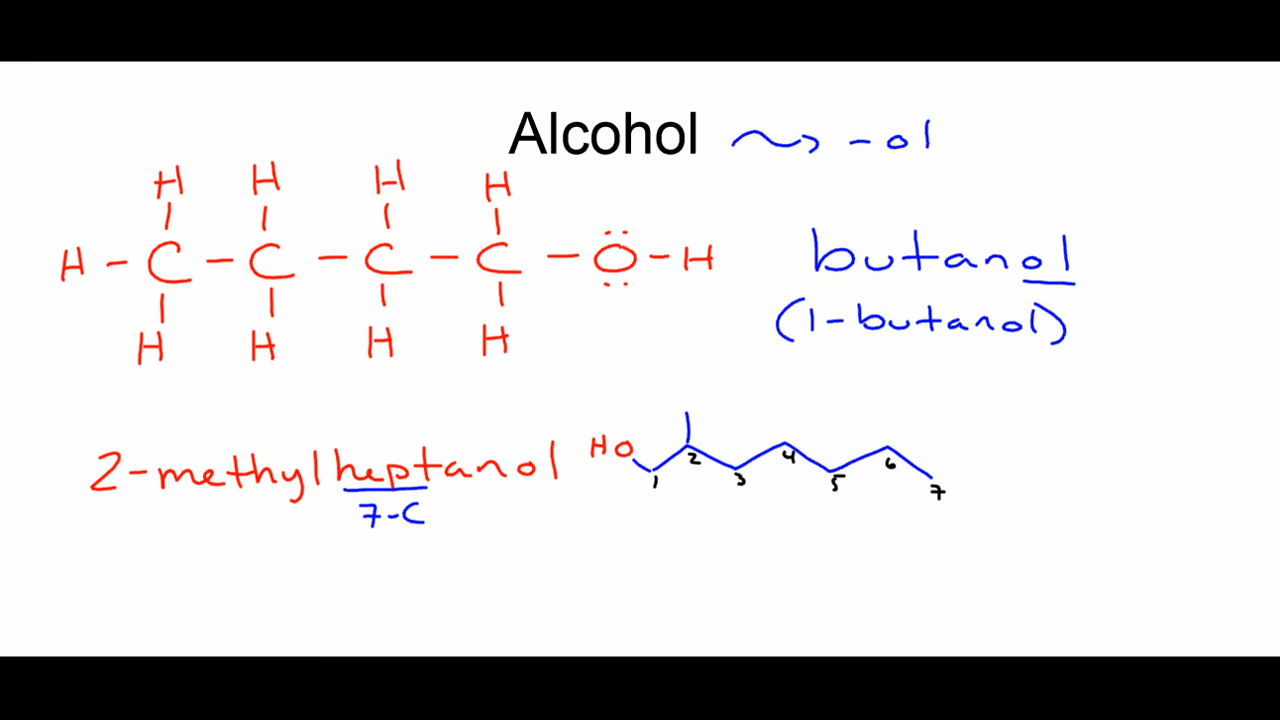 Alcohol ⇝ -ol
H H H H
H - C - C - C - C - Ö - H
H H H H
butanol
(1-butanol)
2-methylheptanol
7-C
HO
1 2 3 4 5 6 7